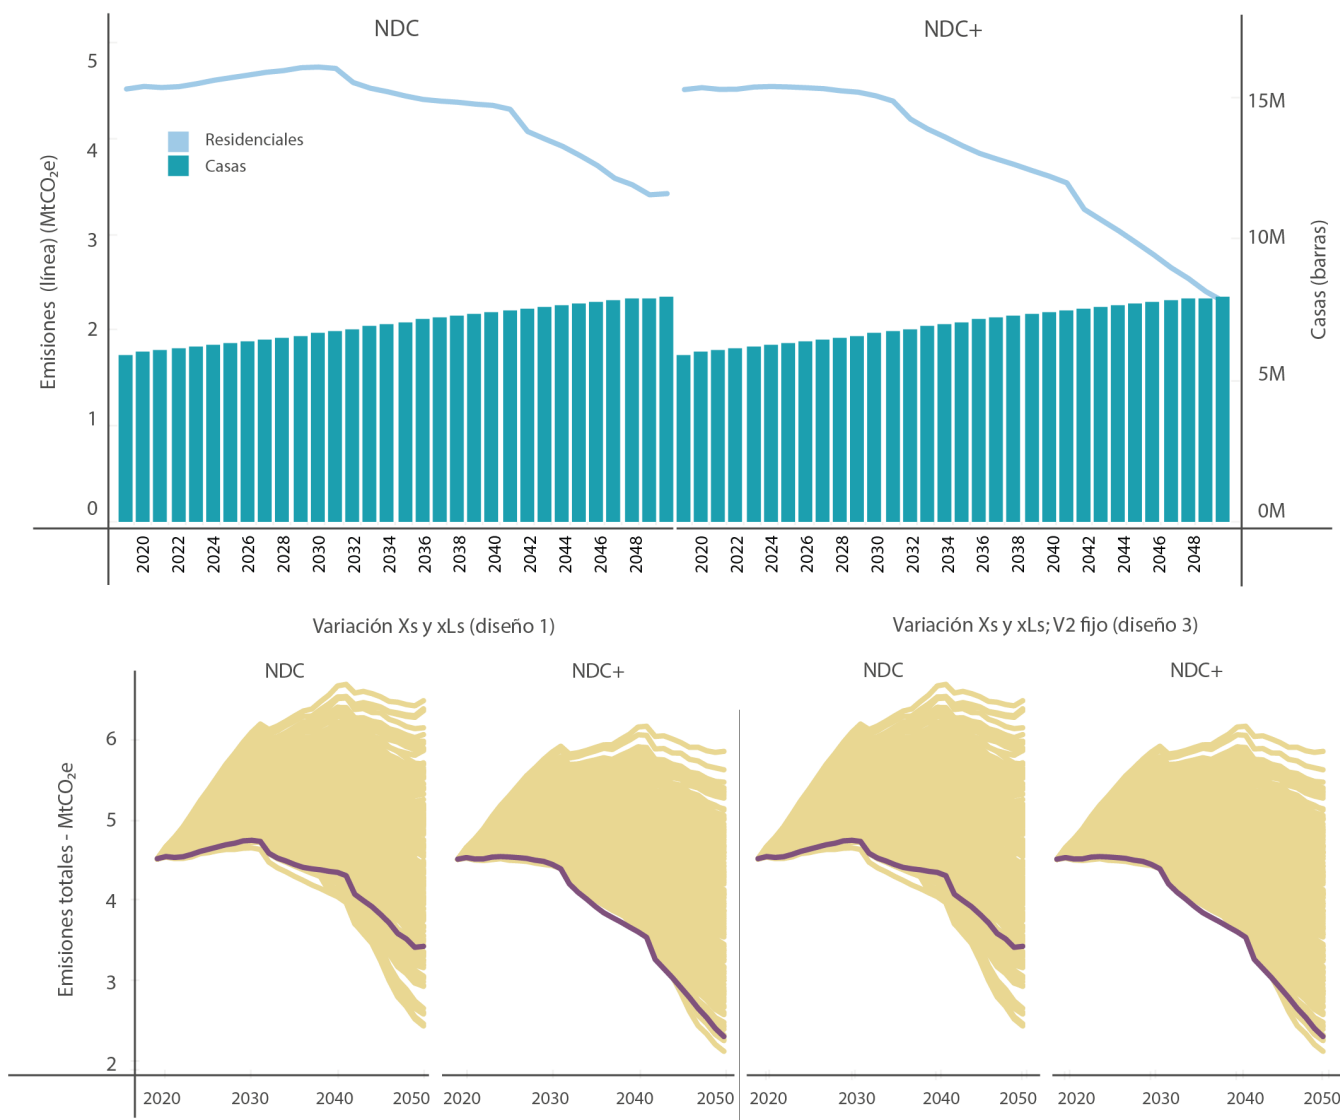 NDC
NDC+
5
4
3
2
1
0
Emisiones (línea) (MtCO₂e)
Residenciales
Casas
15M
10M
5M
0M
Casas (barras)
2020 2022 2024 2026 2028 2030 2032 2034 2036 2038 2040 2042 2044 2046 2048
2020 2022 2024 2026 2028 2030 2032 2034 2036 2038 2040 2042 2044 2046 2048
Variación Xs y xLs (diseño 1)
Variación Xs y xLs; V2 fijo (diseño 3)
NDC
NDC+
NDC
NDC+
6
5
4
3
2
Emisiones totales - MtCO₂e
2020 2030 2040 2050
2020 2030 2040 2050
2020 2030 2040 2050
2020 2030 2040 2050